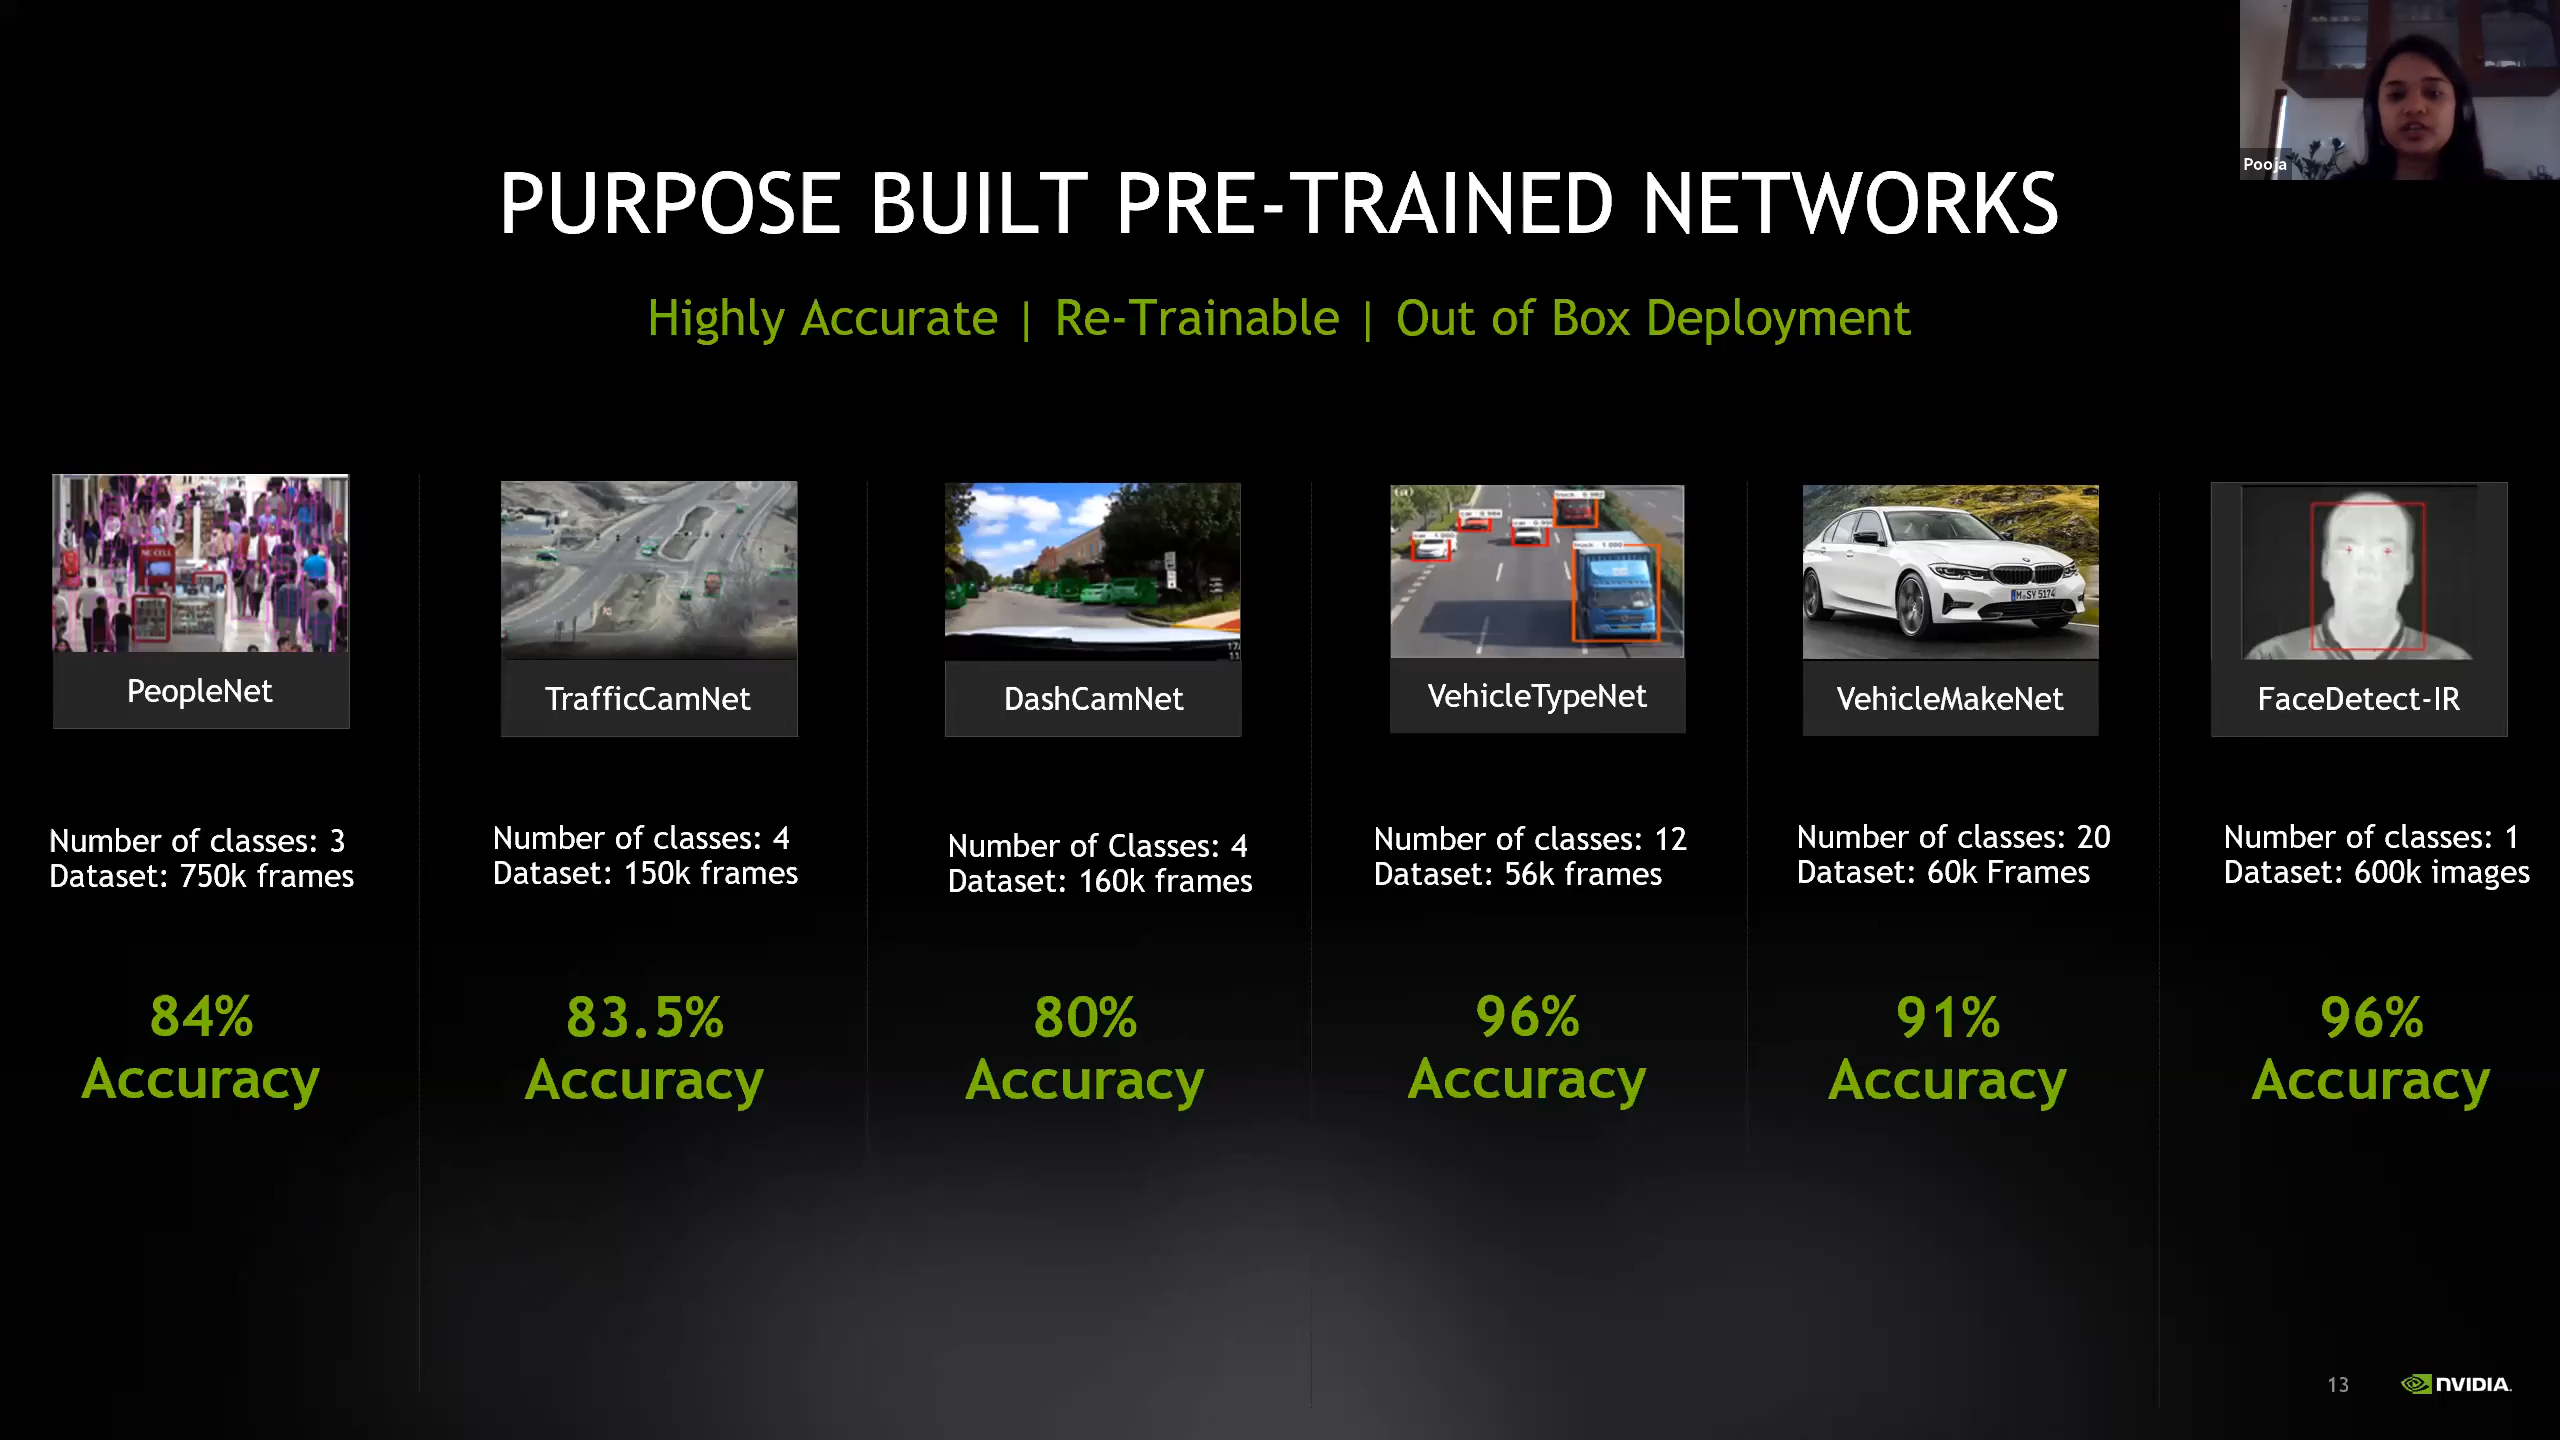 Pooja
PURPOSE BUILT PRE-TRAINED NETWORKS
Highly Accurate | Re-Trainable | Out of Box Deployment
PeopleNet
Number of classes: 3
Dataset: 750k frames
84%
Accuracy
TrafficCamNet
Number of classes: 4
Dataset: 150k frames
83.5%
Accuracy
DashCamNet
Number of Classes: 4
Dataset: 160k frames
80%
Accuracy
VehicleTypeNet
Number of classes: 12
Dataset: 56k frames
96%
Accuracy
M SY 5174
VehicleMakeNet
Number of classes: 20
Dataset: 60k Frames
91%
Accuracy
FaceDetect-IR
Number of classes: 1
Dataset: 600k images
96%
Accuracy
13
NVIDIA.